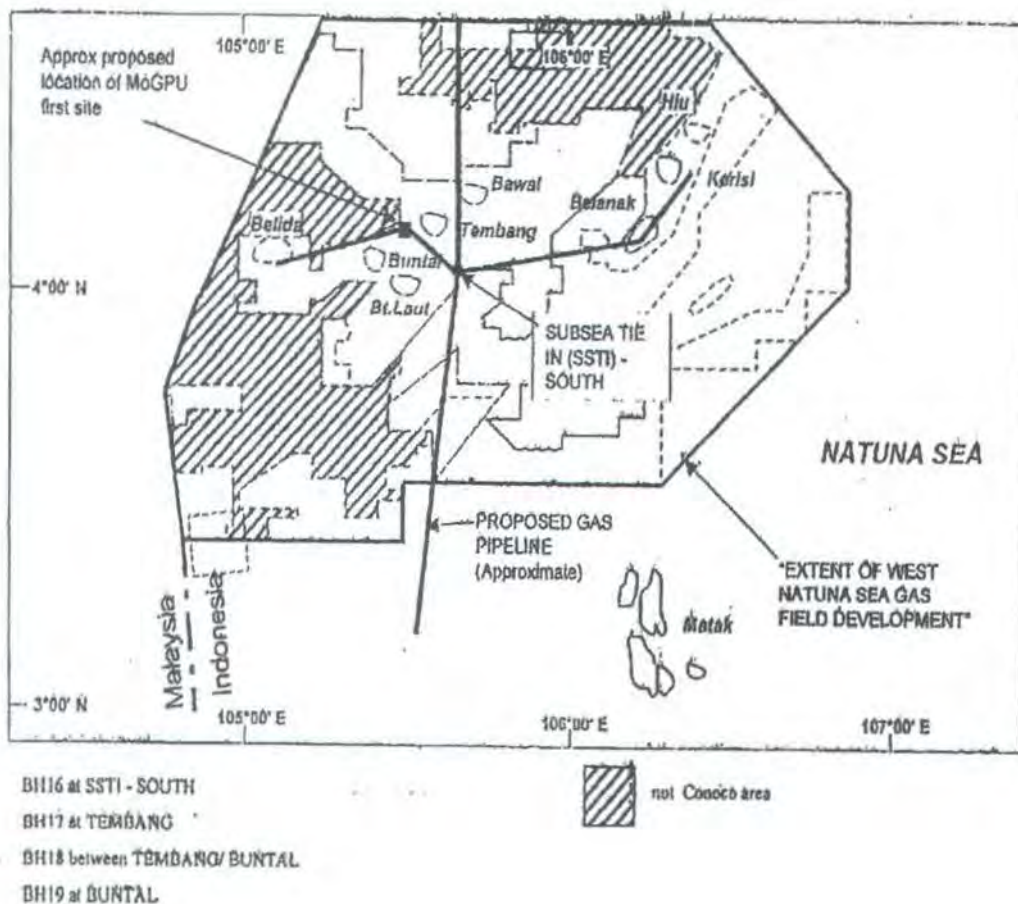 105°00' E
106°00' E
Approx proposed
location of MoGPU
first site
Hiu
Kerisi
Bawal
Belanak
Belida
Tembang
Buntal
Bt.Laut
4°00' N
SUBSEA TIE
IN (SSTI) -
SOUTH
NATUNA SEA
PROPOSED GAS
PIPELINE
(Approximate)
"EXTENT OF WEST
NATUNA SEA GAS
FIELD DEVELOPMENT"
Malaysia
Indonesia
Matak
3°00' N
105°00' E
106°00' E
107°00' E
BH16 at SSTI - SOUTH
BH17 at TEMBANG
BH18 between TEMBANG/ BUNTAL
BH19 at BUNTAL
not Conoco area